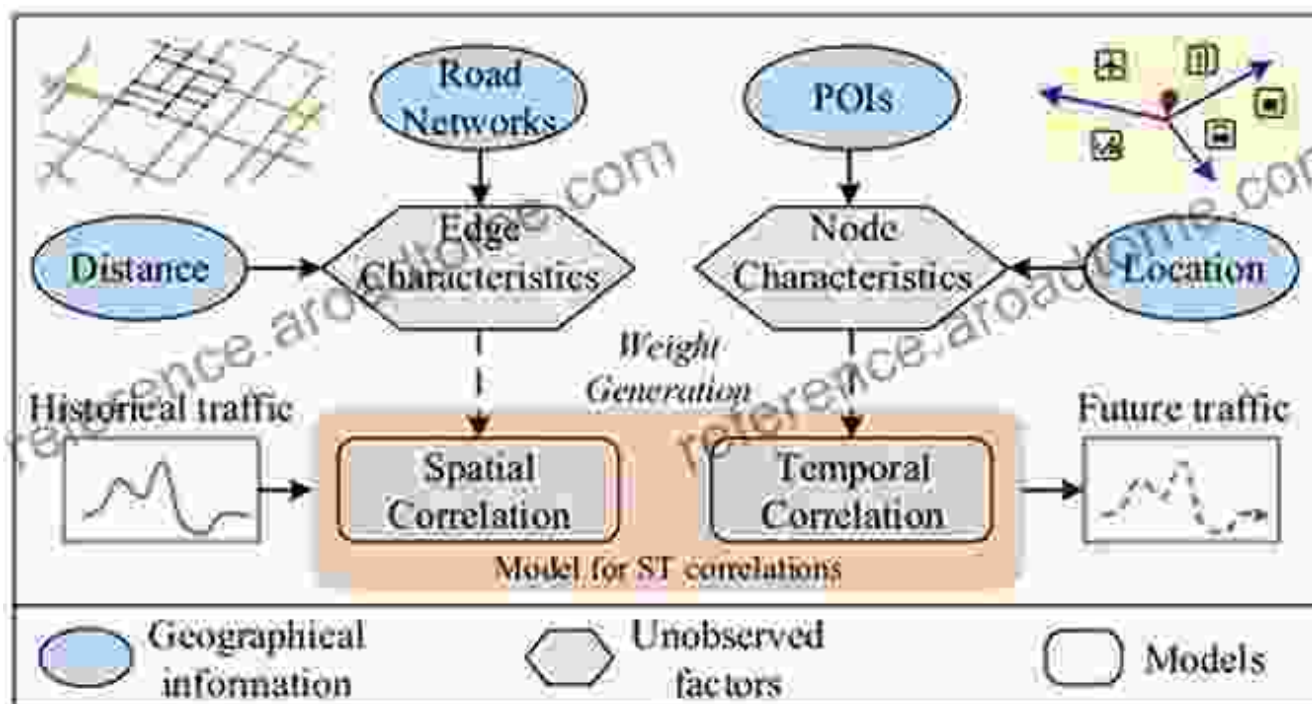 Road
Networks
POIs
Edge
Characteristics
Node
Characteristics
Distance
Location
Weight
Generation
Historical traffic
Future traffic
Spatial
Correlation
Temporal
Correlation
Model for ST correlations
Geographical
information
Unobserved
factors
Models
reference.aroadtome.com
reference.aroadtome.com